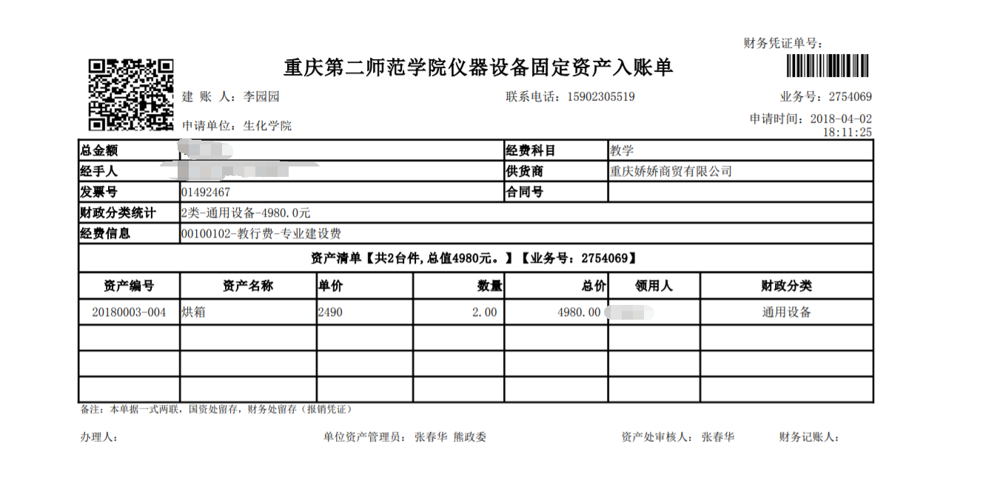 财务凭证单号：
重庆第二师范学院仪器设备固定资产入账单
建 账 人：李园园 联系电话：15902305519 业务号：2754069
申请单位：生化学院 申请时间：2018-04-02
18:11:25
总金额 经费科目 教学
经手人 供货商 重庆娇娇商贸有限公司
发票号 01492467 合同号
财政分类统计 2类-通用设备-4980.0元
经费信息 00100102-教行费-专业建设费
资产清单【共2台件,总值4980元。】【业务号：2754069】
资产编号 资产名称 单价 数量 总价 领用人 财政分类
20180003-004 烘箱 2490 2.00 4980.00 通用设备
备注：本单据一式两联，国资处留存，财务处留存（报销凭证）
办理人： 单位资产管理员： 张春华 熊政委 资产处审核人： 张春华 财务记账人：